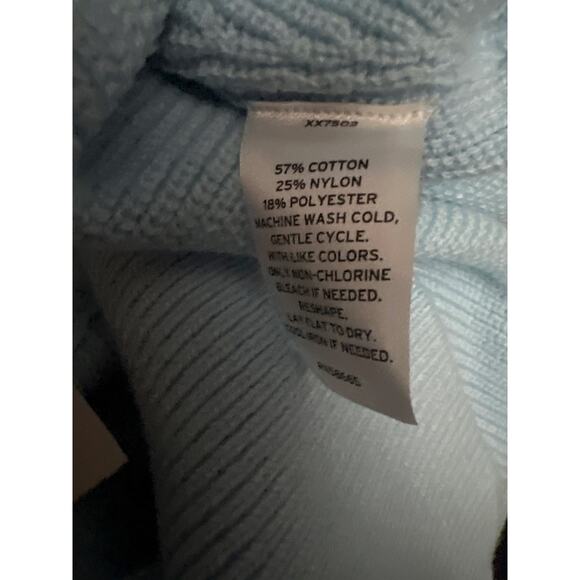 XX7503
57% COTTON
25% NYLON
18% POLYESTER
MACHINE WASH COLD,
GENTLE CYCLE.
WITH LIKE COLORS.
ONLY NON-CHLORINE
BLEACH IF NEEDED.
RESHAPE.
LAY FLAT TO DRY.
COOL IRON IF NEEDED.
RN58665